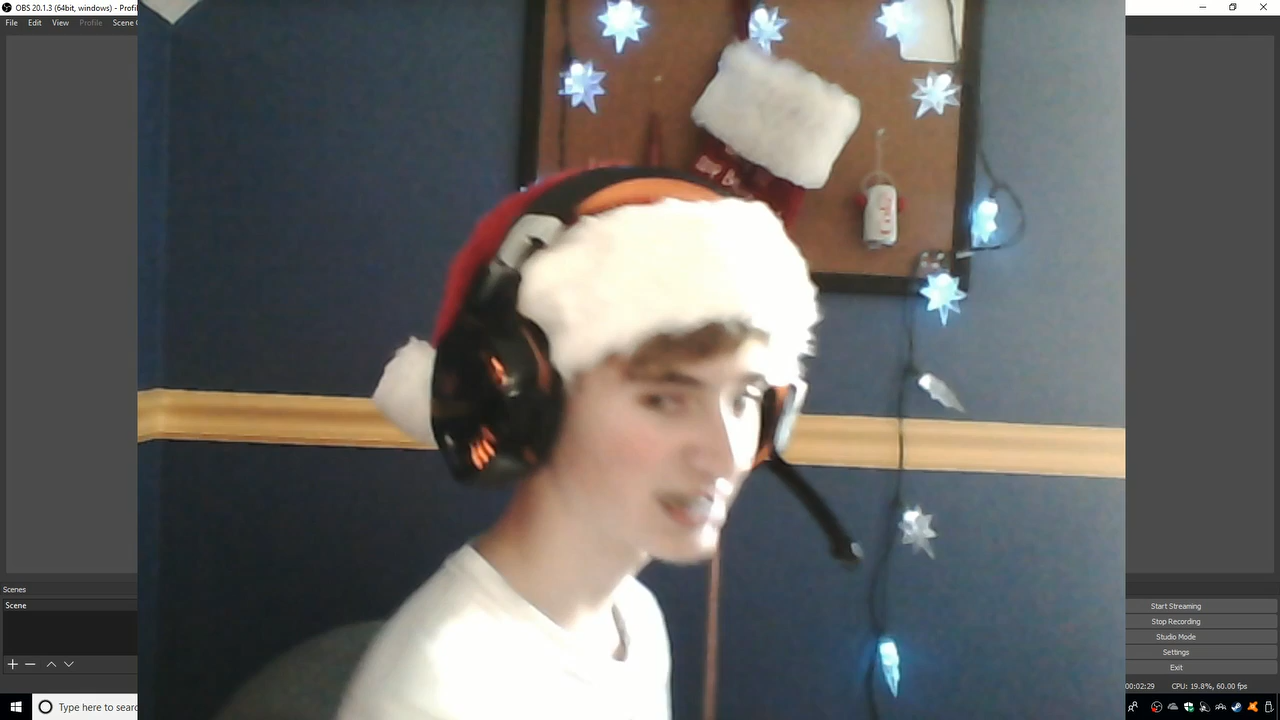 OBS 20.1.3 (64bit, windows) - Profil
File Edit View Profile Scene C
Scenes
Scene
Start Streaming
Stop Recording
Studio Mode
Settings
Exit
00:02:29 CPU: 19.8%, 60.00 fps
Type here to searc